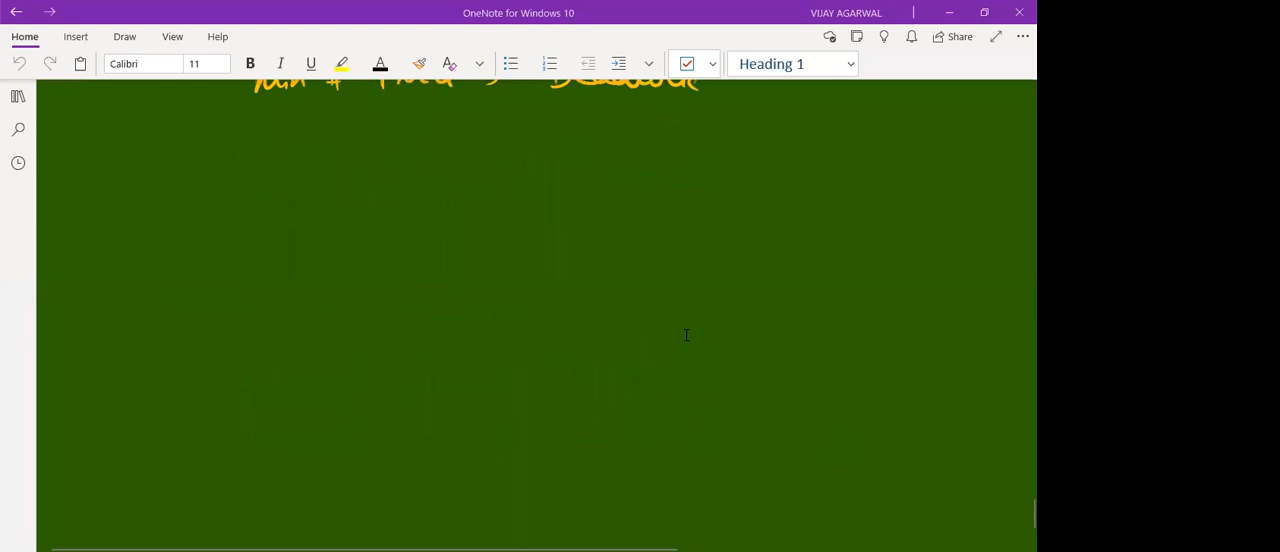 OneNote for Windows 10
VIJAY AGARWAL
Home Insert Draw View Help
Share
Calibri 11 B I U A A Heading 1